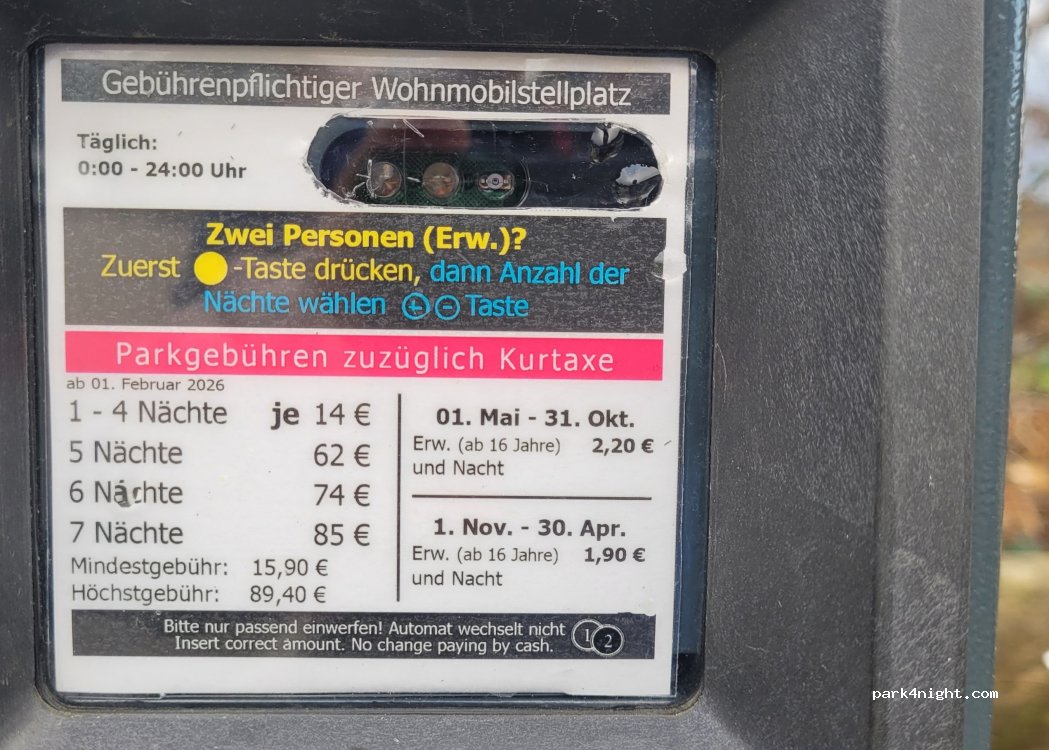 Gebührenpflichtiger Wohnmobilstellplatz
Täglich:
0:00 - 24:00 Uhr
Zwei Personen (Erw.)?
Zuerst -Taste drücken, dann Anzahl der
Nächte wählen + - Taste
Parkgebühren zuzüglich Kurtaxe
ab 01. Februar 2026
1 - 4 Nächte je 14 €
5 Nächte 62 €
6 Nächte 74 €
7 Nächte 85 €
Mindestgebühr: 15,90 €
Höchstgebühr: 89,40 €
01. Mai - 31. Okt.
Erw. (ab 16 Jahre) 2,20 €
und Nacht
1. Nov. - 30. Apr.
Erw. (ab 16 Jahre) 1,90 €
und Nacht
Bitte nur passend einwerfen! Automat wechselt nicht
Insert correct amount. No change paying by cash.
1 2
park4night.com